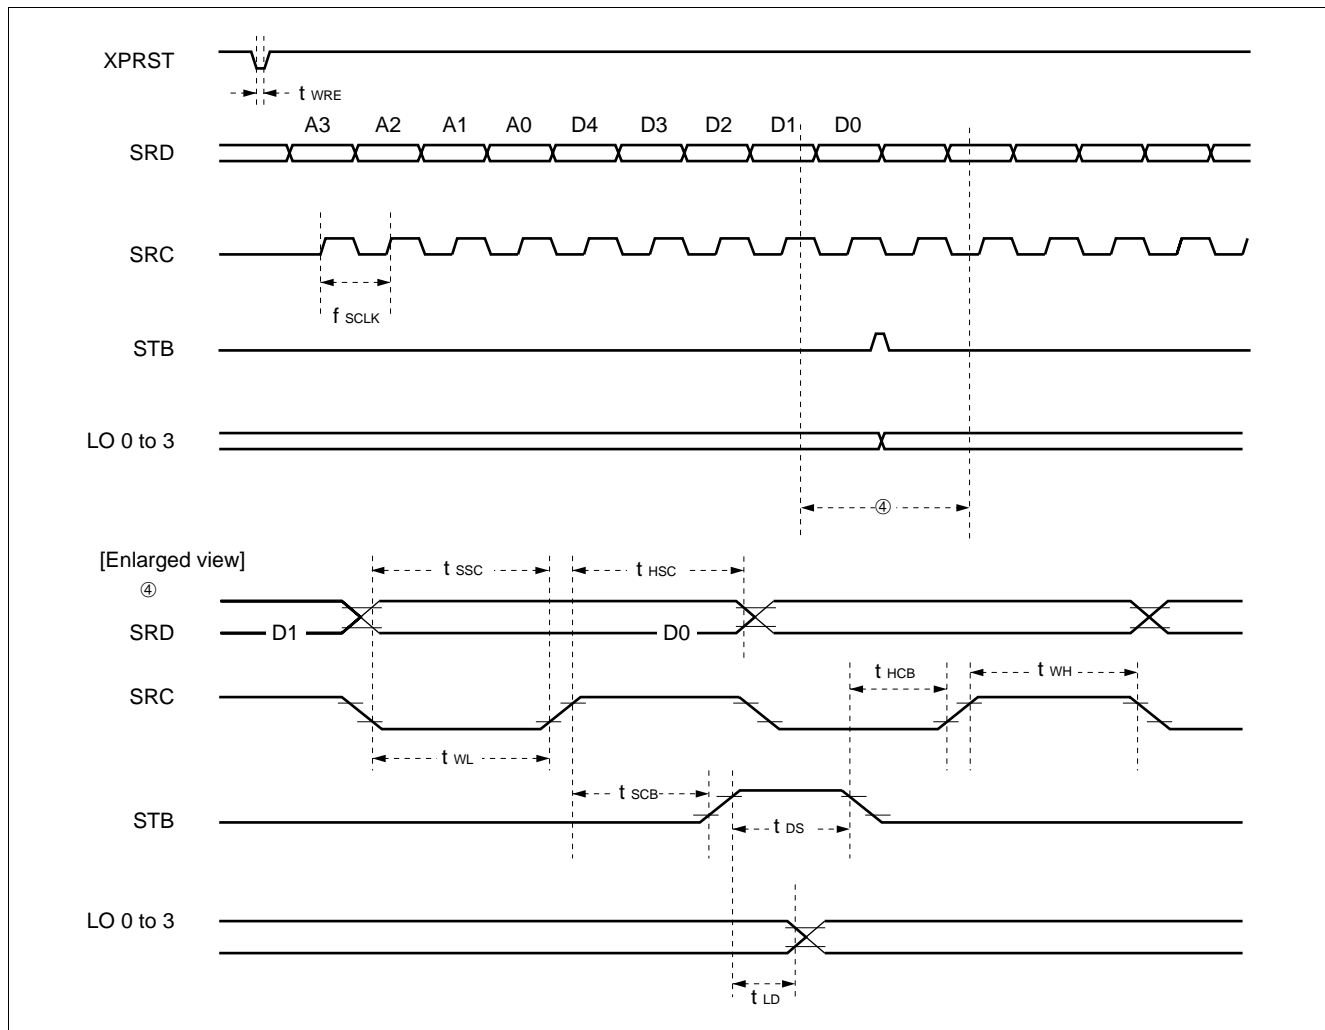 XPRST
t WRE
A3 A2 A1 A0 D4 D3 D2 D1 D0
SRD
SRC
f SCLK
STB
LO 0 to 3
④
[Enlarged view]
④
t SSC t HSC
SRD D1 D0
t HCB t WH
SRC
t WL
t SCB
STB
t DS
LO 0 to 3
t LD